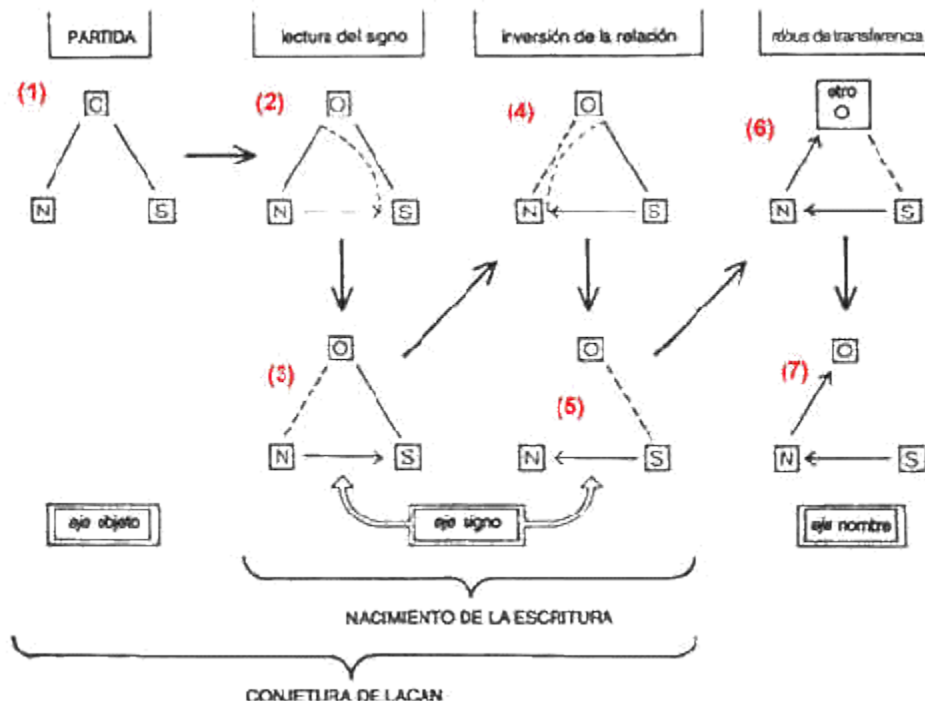 PARTIDA
lectura del signo
inversión de la relación
rébus de transferencia
(1)
O
N
S
(2)
O
N
S
(4)
O
N
S
(6)
otro
O
N
S
(3)
O
N
S
(5)
O
N
S
(7)
O
N
S
eje objeto
eje signo
eje nombre
NACIMIENTO DE LA ESCRITURA
CONJETURA DE LACAN